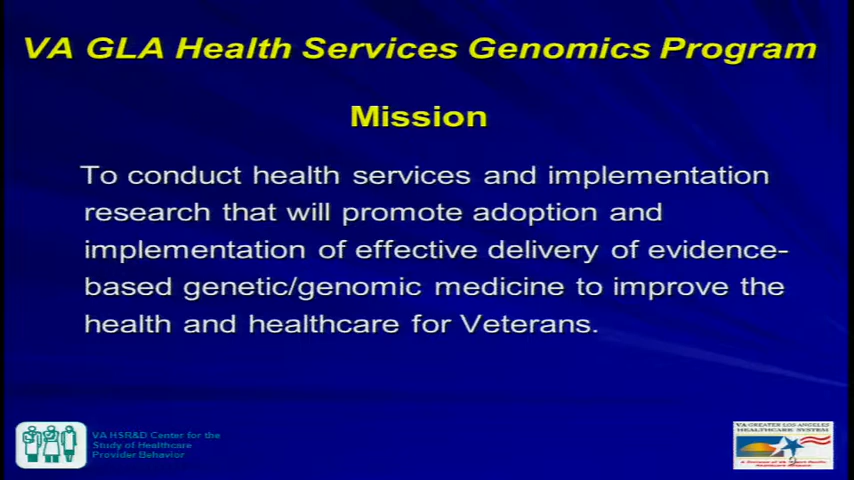 VA GLA Health Services Genomics Program
Mission
To conduct health services and implementation
research that will promote adoption and
implementation of effective delivery of evidence-
based genetic/genomic medicine to improve the
health and healthcare for Veterans.
VA HSR&D Center for the
Study of Healthcare
Provider Behavior
VA GREATER LOS ANGELES
HEALTHCARE SYSTEM